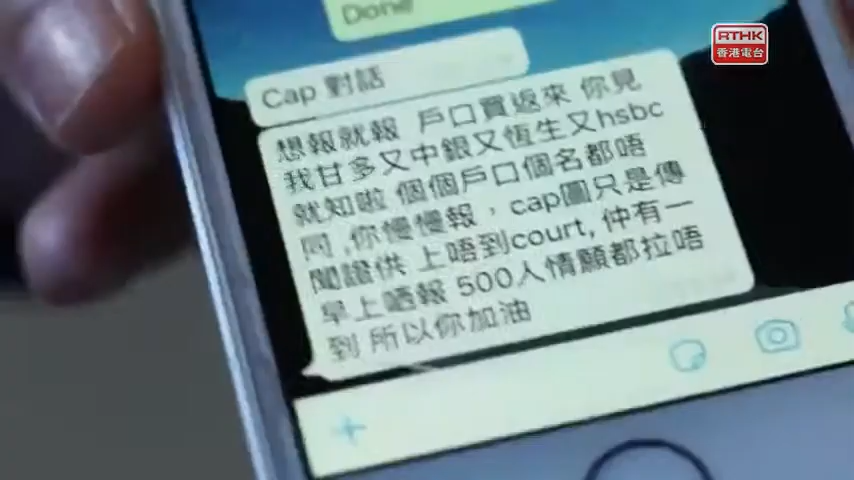 Done
RTHK
香港電台
Cap 對話
想報就報 戶口買返來 你見
我甘多又中銀又恆生又hsbc
就知啦 個個戶口個名都唔
同 ,你慢慢報，cap圖只是傳
聞證供 上唔到court, 仲有一
早上晒報 500人情願都拉唔
到 所以你加油